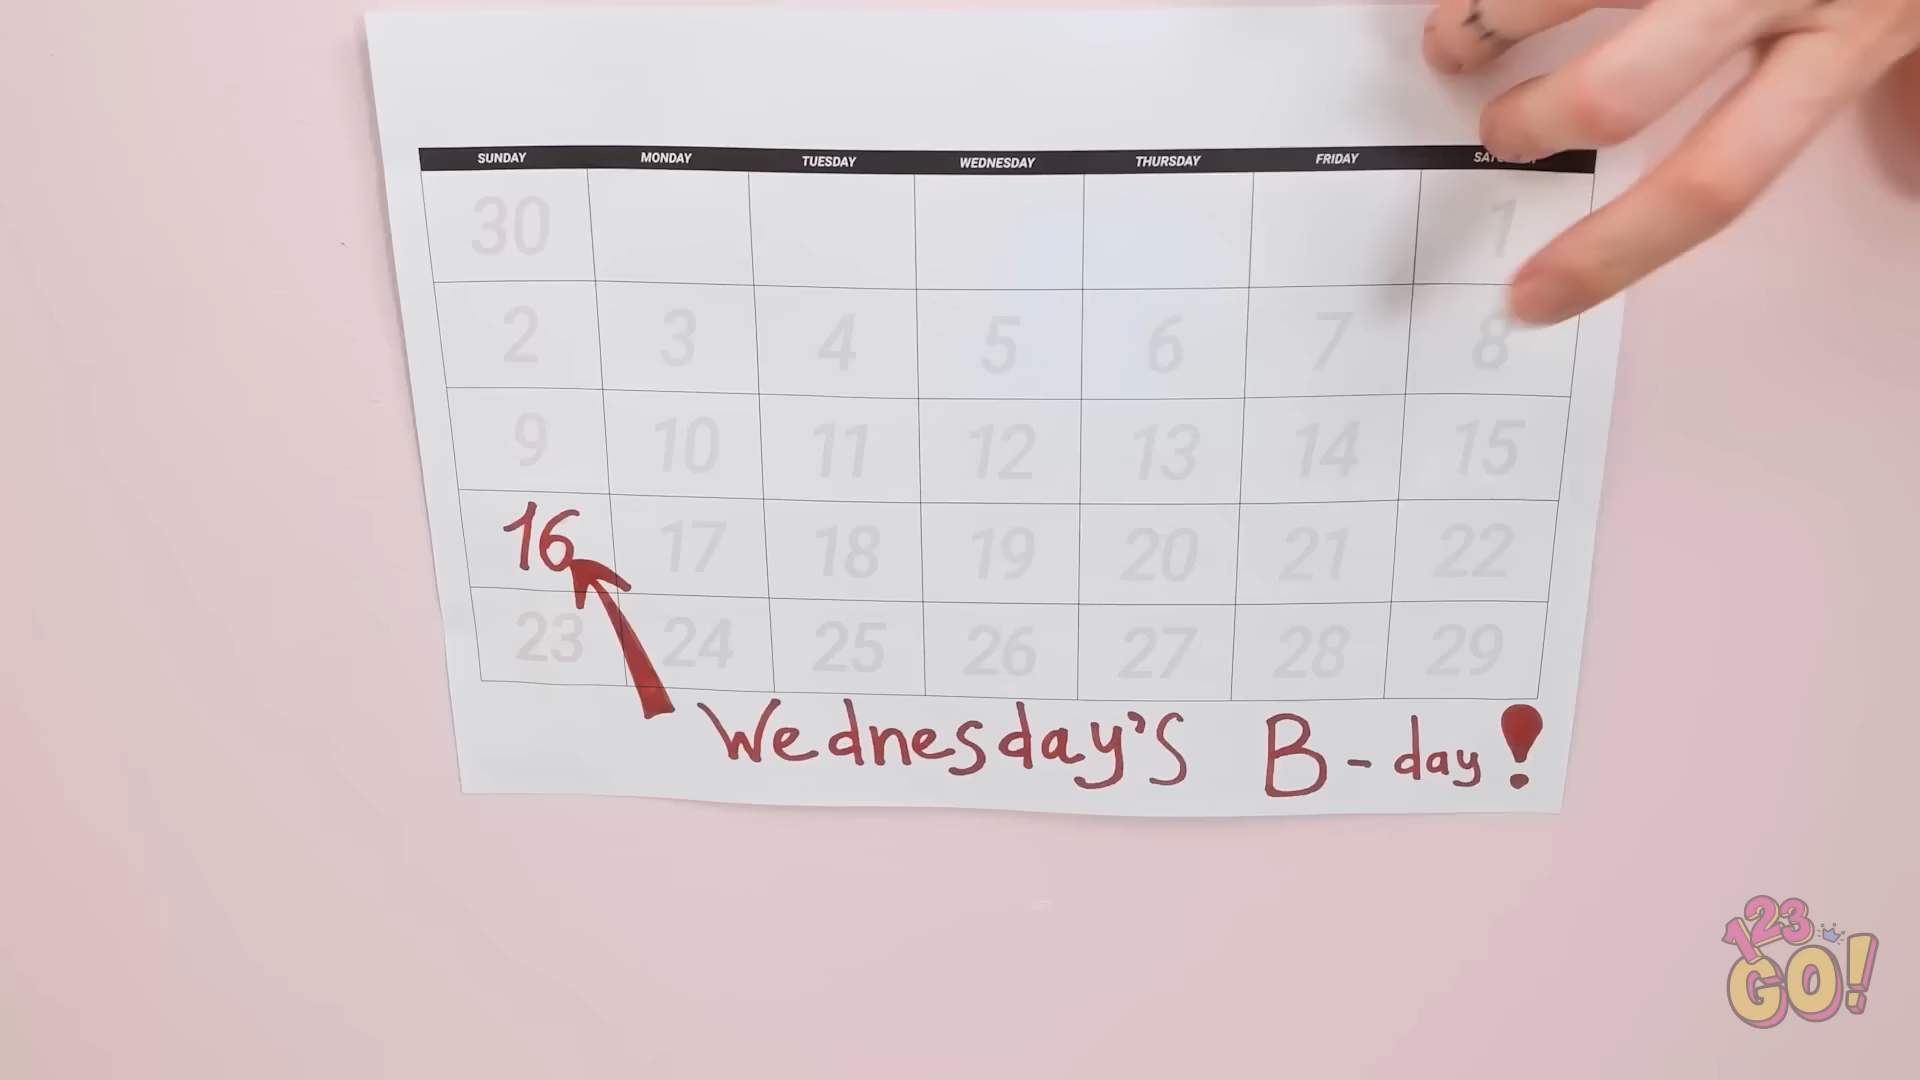 SUNDAY MONDAY TUESDAY WEDNESDAY THURSDAY FRIDAY
30 1
2 3 4 5 6 7 8
9 10 11 12 13 14 15
16 17 18 19 20 21 22
23 24 25 26 27 28 29
Wednesday's B-day!
123
GO!